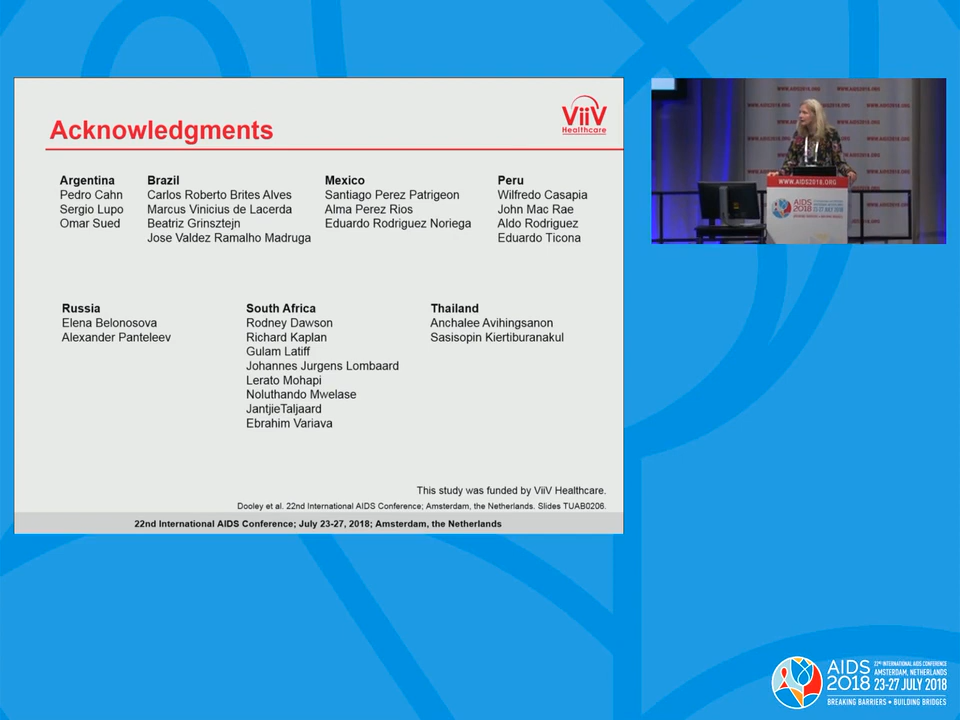 Acknowledgments
ViiV
Healthcare
Argentina
Pedro Cahn
Sergio Lupo
Omar Sued
Brazil
Carlos Roberto Brites Alves
Marcus Vinicius de Lacerda
Beatriz Grinsztejn
Jose Valdez Ramalho Madruga
Mexico
Santiago Perez Patrigeon
Alma Perez Rios
Eduardo Rodriguez Noriega
Peru
Wilfredo Casapia
John Mac Rae
Aldo Rodriguez
Eduardo Ticona
Russia
Elena Belonosova
Alexander Panteleev
South Africa
Rodney Dawson
Richard Kaplan
Gulam Latiff
Johannes Jurgens Lombaard
Lerato Mohapi
Noluthando Mwelase
JantjieTaljaard
Ebrahim Variava
Thailand
Anchalee Avihingsanon
Sasisopin Kiertiburanakul
This study was funded by ViiV Healthcare.
Dooley et al. 22nd International AIDS Conference; Amsterdam, the Netherlands. Slides TUAB0206.
22nd International AIDS Conference; July 23-27, 2018; Amsterdam, the Netherlands
WWW.AIDS2018.ORG
AIDS
2018
AIDS
2018
22ND INTERNATIONAL AIDS CONFERENCE
AMSTERDAM, NETHERLANDS
23-27 JULY 2018
BREAKING BARRIERS • BUILDING BRIDGES